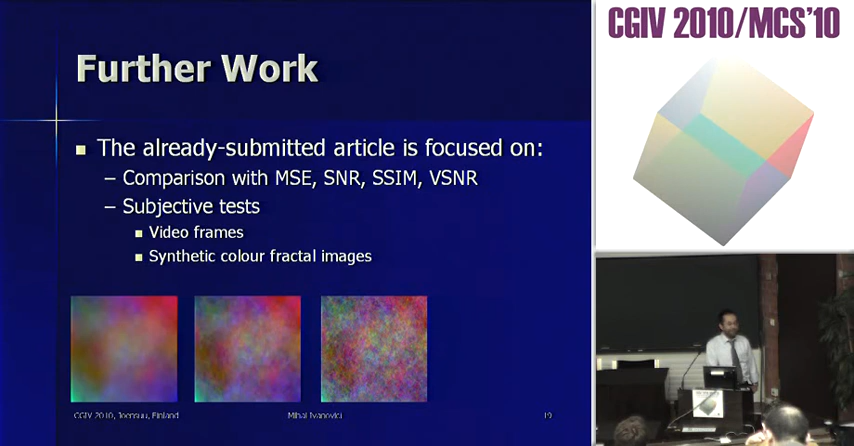 Further Work
The already-submitted article is focused on:
– Comparison with MSE, SNR, SSIM, VSNR
– Subjective tests
Video frames
Synthetic colour fractal images
CGIV 2010, Joensuu, Finland
Mihai Ivanovici
19
CGIV 2010/MCS'10